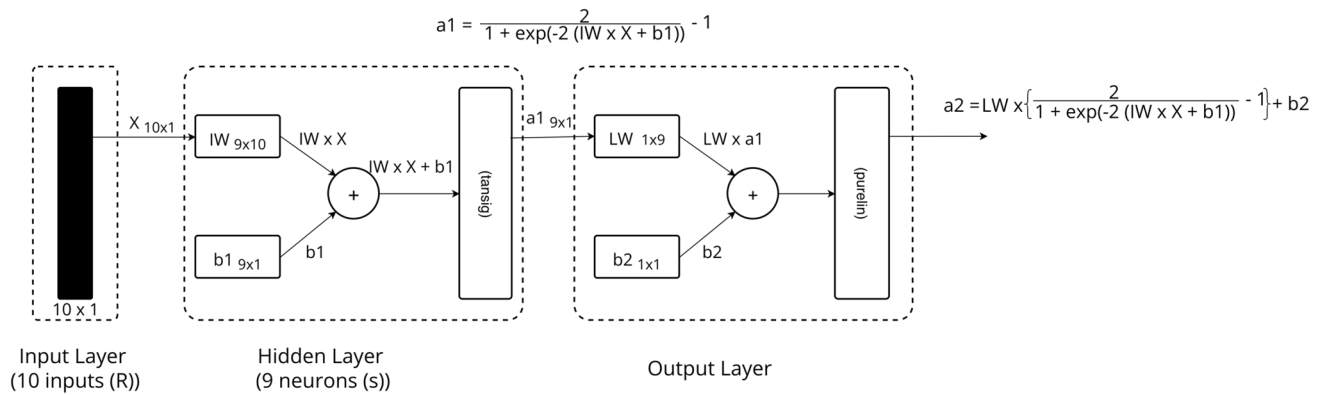 a1 = 2
1 + exp(-2 (IW x X + b1)) - 1
a2 =LW x{ 2
1 + exp(-2 (IW x X + b1)) - 1}+ b2
X 10x1
IW 9x10
IW x X
IW x X + b1
+
b1 9x1
b1
(tansig)
a1 9x1
LW 1x9
LW x a1
+
b2 1x1
b2
(purelin)
10 x 1
Input Layer
(10 inputs (R))
Hidden Layer
(9 neurons (s))
Output Layer